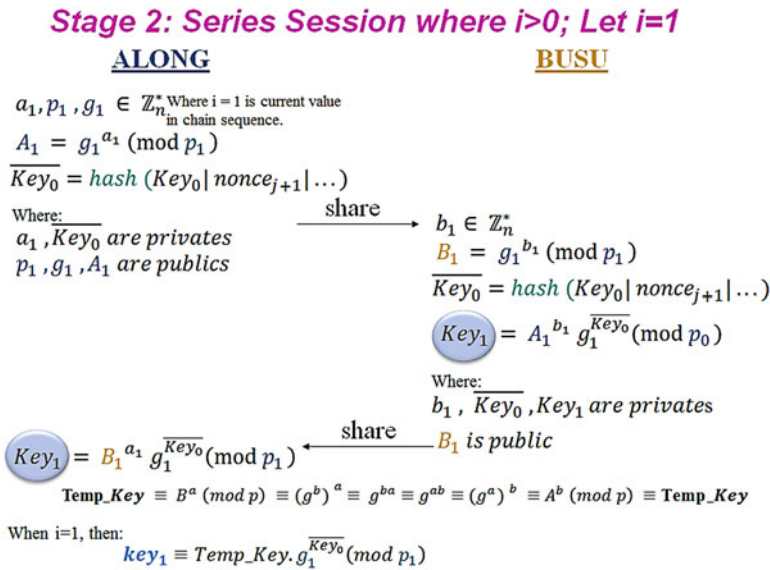 Stage 2: Series Session where i>0; Let i=1
ALONG
BUSU
a₁, p₁ , g₁ ∈ ℤₙ* Where i = 1 is current value
in chain sequence.
A₁ = g₁^a₁ (mod p₁)
K̅e̅y̅₀̅ = hash (Key₀| nonceⱼ₊₁| ...)
Where:
a₁ , K̅e̅y̅₀̅ are privates
p₁ , g₁ , A₁ are publics
share
b₁ ∈ ℤₙ*
B₁ = g₁^b₁ (mod p₁)
K̅e̅y̅₀̅ = hash (Key₀| nonceⱼ₊₁| ...)
Key₁ = A₁^b₁ g₁^K̅e̅y̅₀̅ (mod p₀)
Where:
b₁ , K̅e̅y̅₀̅ , Key₁ are privates
B₁ is public
share
Key₁ = B₁^a₁ g₁^K̅e̅y̅₀̅ (mod p₁)
Temp_Key ≡ B^a (mod p) ≡ (g^b)^a ≡ g^ba ≡ g^ab ≡ (g^a)^b ≡ A^b (mod p) ≡ Temp_Key
When i=1, then:
key₁ ≡ Temp_Key. g₁^K̅e̅y̅₀̅ (mod p₁)